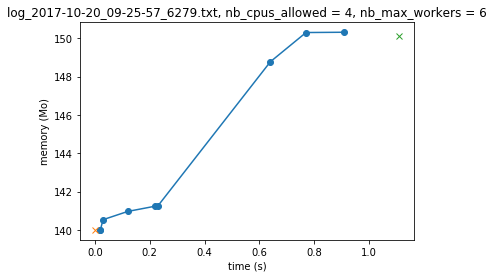 log_2017-10-20_09-25-57_6279.txt, nb_cpus_allowed = 4, nb_max_workers = 6
memory (Mo)
150
148
146
144
142
140
0.0 0.2 0.4 0.6 0.8 1.0
time (s)